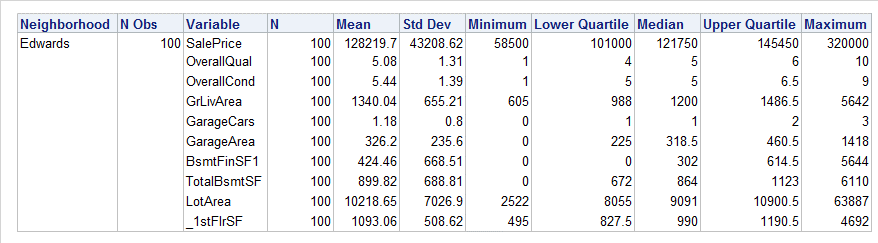 Neighborhood N Obs Variable N Mean Std Dev Minimum Lower Quartile Median Upper Quartile Maximum
Edwards 100 SalePrice 100 128219.7 43208.62 58500 101000 121750 145450 320000
OverallQual 100 5.08 1.31 1 4 5 6 10
OverallCond 100 5.44 1.39 1 5 5 6.5 9
GrLivArea 100 1340.04 655.21 605 988 1200 1486.5 5642
GarageCars 100 1.18 0.8 0 1 1 2 3
GarageArea 100 326.2 235.6 0 225 318.5 460.5 1418
BsmtFinSF1 100 424.46 668.51 0 0 302 614.5 5644
TotalBsmtSF 100 899.82 688.81 0 672 864 1123 6110
LotArea 100 10218.65 7026.9 2522 8055 9091 10900.5 63887
_1stFlrSF 100 1093.06 508.62 495 827.5 990 1190.5 4692